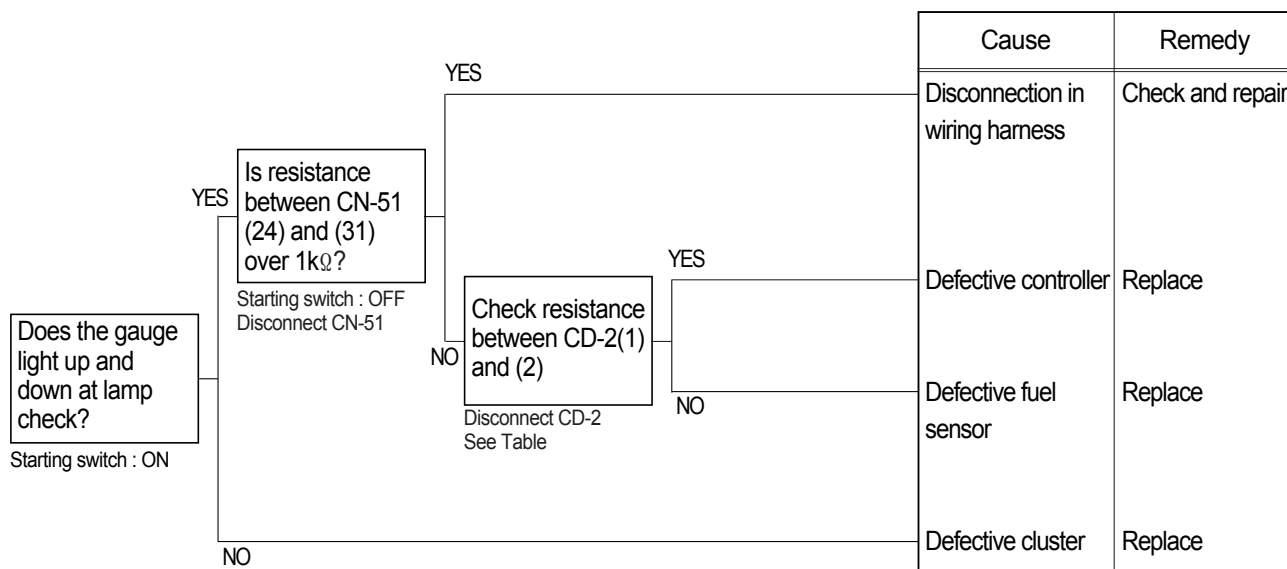 Cause
Remedy
YES
Disconnection in
wiring harness
Check and repair
YES
Is resistance
between CN-51
(24) and (31)
over 1kΩ?
Starting switch : OFF
Disconnect CN-51
YES
Defective controller
Replace
Does the gauge
light up and
down at lamp
check?
Starting switch : ON
NO
Check resistance
between CD-2(1)
and (2)
Disconnect CD-2
See Table
NO
Defective fuel
sensor
Replace
NO
Defective cluster
Replace